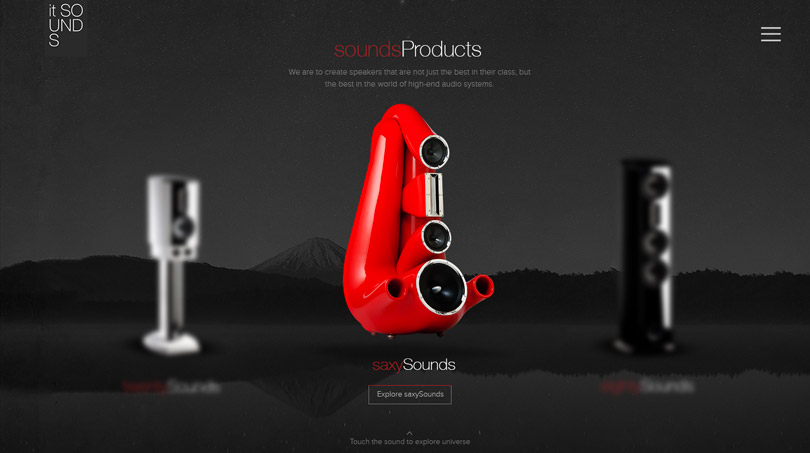 it SO
UND
S
soundsProducts
We are to create speakers that are not just the best in their class, but
the best in the world of high-end audio systems.
saxySounds
Sounds
Sounds
Explore saxySounds
Touch the sound to explore universe